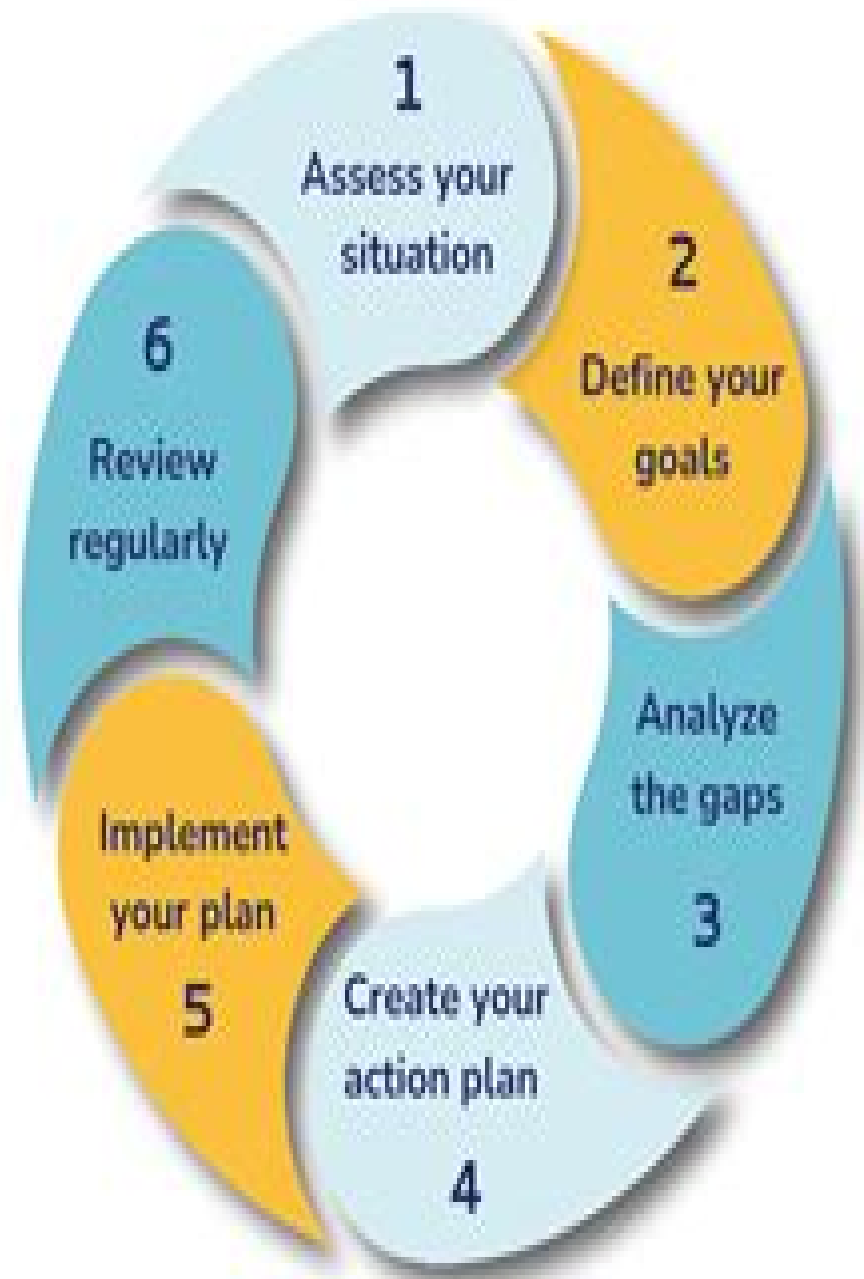 1
Assess your
situation
2
Define your
goals
Analyze
the gaps
3
Create your
action plan
4
Implement
your plan
5
6
Review
regularly